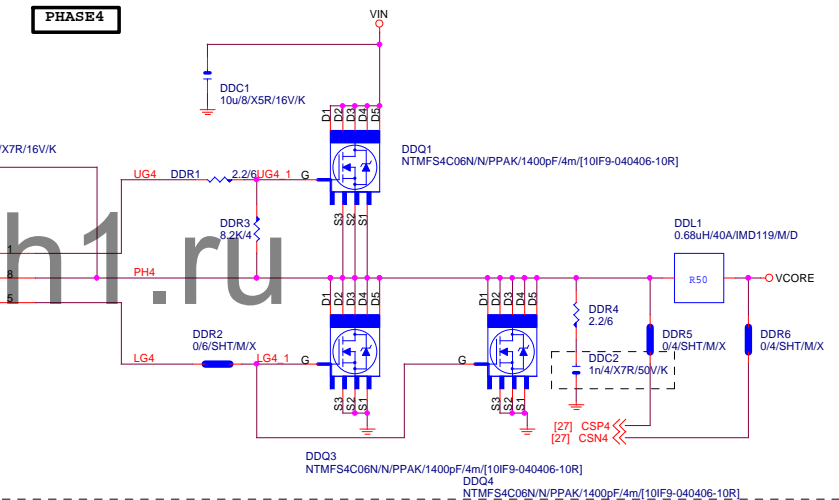 PHASE4
VIN
DDC1
10u/8/X5R/16V/K
D1 D2 D3 D4 D5
/X7R/16V/K
DDQ1
NTMFS4C06N/N/PPAK/1400pF/4m/[10IF9-040406-10R]
UG4 DDR1 2.2/6 UG4_1 G
S3 S2 S1
DDR3
8.2K/4
h1.ru
DDL1
0.68uH/40A/IMD119/M/D
R50
VCORE
1
8 PH4
5
D1 D2 D3 D4 D5
D1 D2 D3 D4 D5
DDR4
2.2/6
DDR2
0/6/SHT/M/X
DDR5
0/4/SHT/M/X
DDR6
0/4/SHT/M/X
LG4 LG4_1 G
G
DDC2
1n/4/X7R/50V/K
S3 S2 S1
S3 S2 S1
[27] CSP4
[27] CSN4
DDQ3
NTMFS4C06N/N/PPAK/1400pF/4m/[10IF9-040406-10R]
DDQ4
NTMFS4C06N/N/PPAK/1400pF/4m/[10IF9-040406-10R]